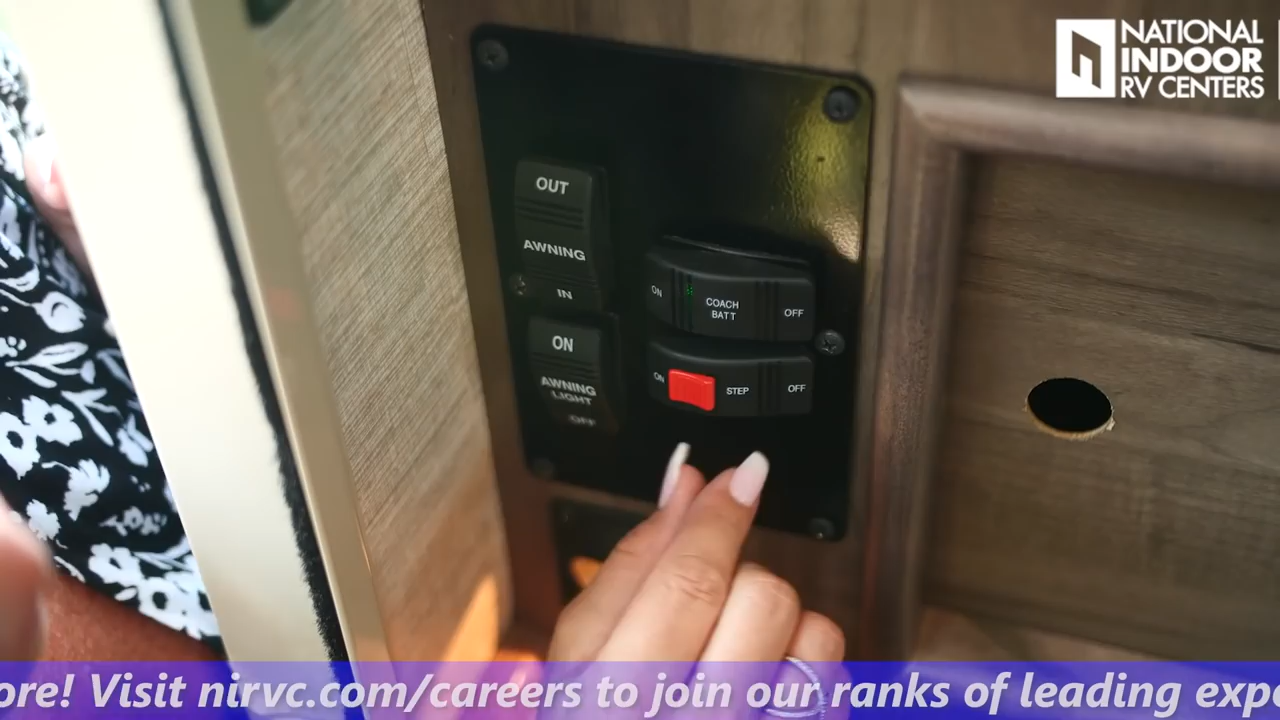 NATIONAL
INDOOR
RV CENTERS
OUT
AWNING
IN
ON
AWNING
LIGHT
OFF
ON
COACH
BATT
OFF
ON
STEP
OFF
ore! Visit nirvc.com/careers to join our ranks of leading expe